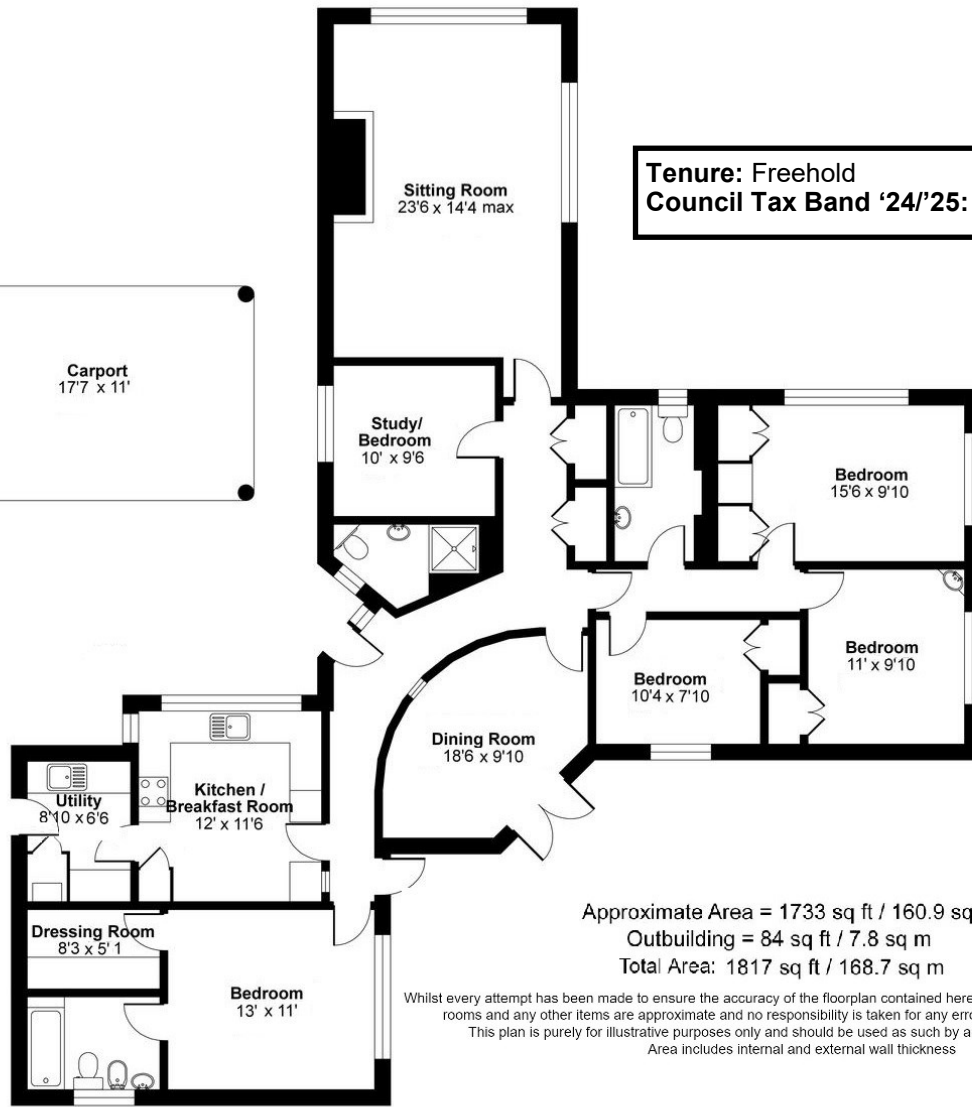 Sitting Room
23'6 x 14'4 max
Tenure: Freehold
Council Tax Band ‘24/’25:
Carport
17'7 x 11'
Study/
Bedroom
10' x 9'6
Bedroom
15'6 x 9'10
Bedroom
11' x 9'10
Bedroom
10'4 x 7'10
Dining Room
18'6 x 9'10
Kitchen /
Breakfast Room
12' x 11'6
Utility
8'10 x 6'6
Dressing Room
8'3 x 5' 1
Bedroom
13' x 11'
Approximate Area = 1733 sq ft / 160.9 sq
Outbuilding = 84 sq ft / 7.8 sq m
Total Area: 1817 sq ft / 168.7 sq m
Whilst every attempt has been made to ensure the accuracy of the floorplan contained here
rooms and any other items are approximate and no responsibility is taken for any erro
This plan is purely for illustrative purposes only and should be used as such by a
Area includes internal and external wall thickness